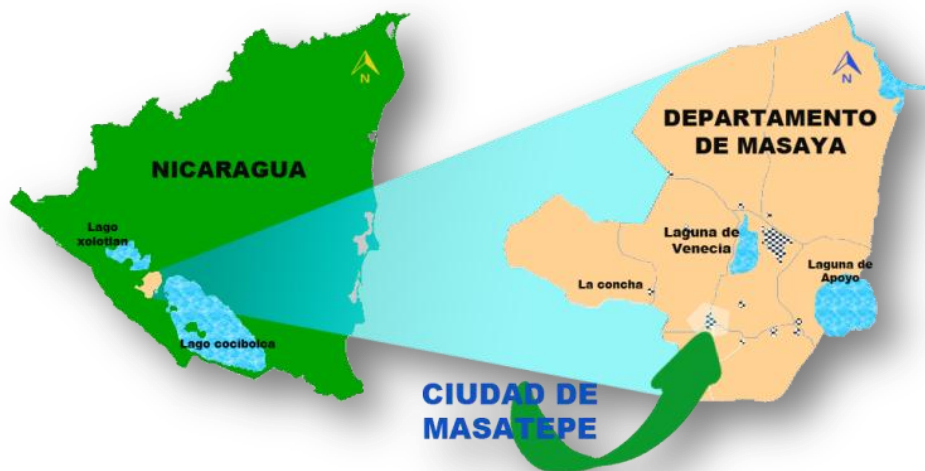 N
NICARAGUA
Lago
xolotlan
Lago cocibolca
N
DEPARTAMENTO
DE MASAYA
Laguna de
Venecia
Laguna de
Apoyo
La concha
CIUDAD DE
MASATEPE